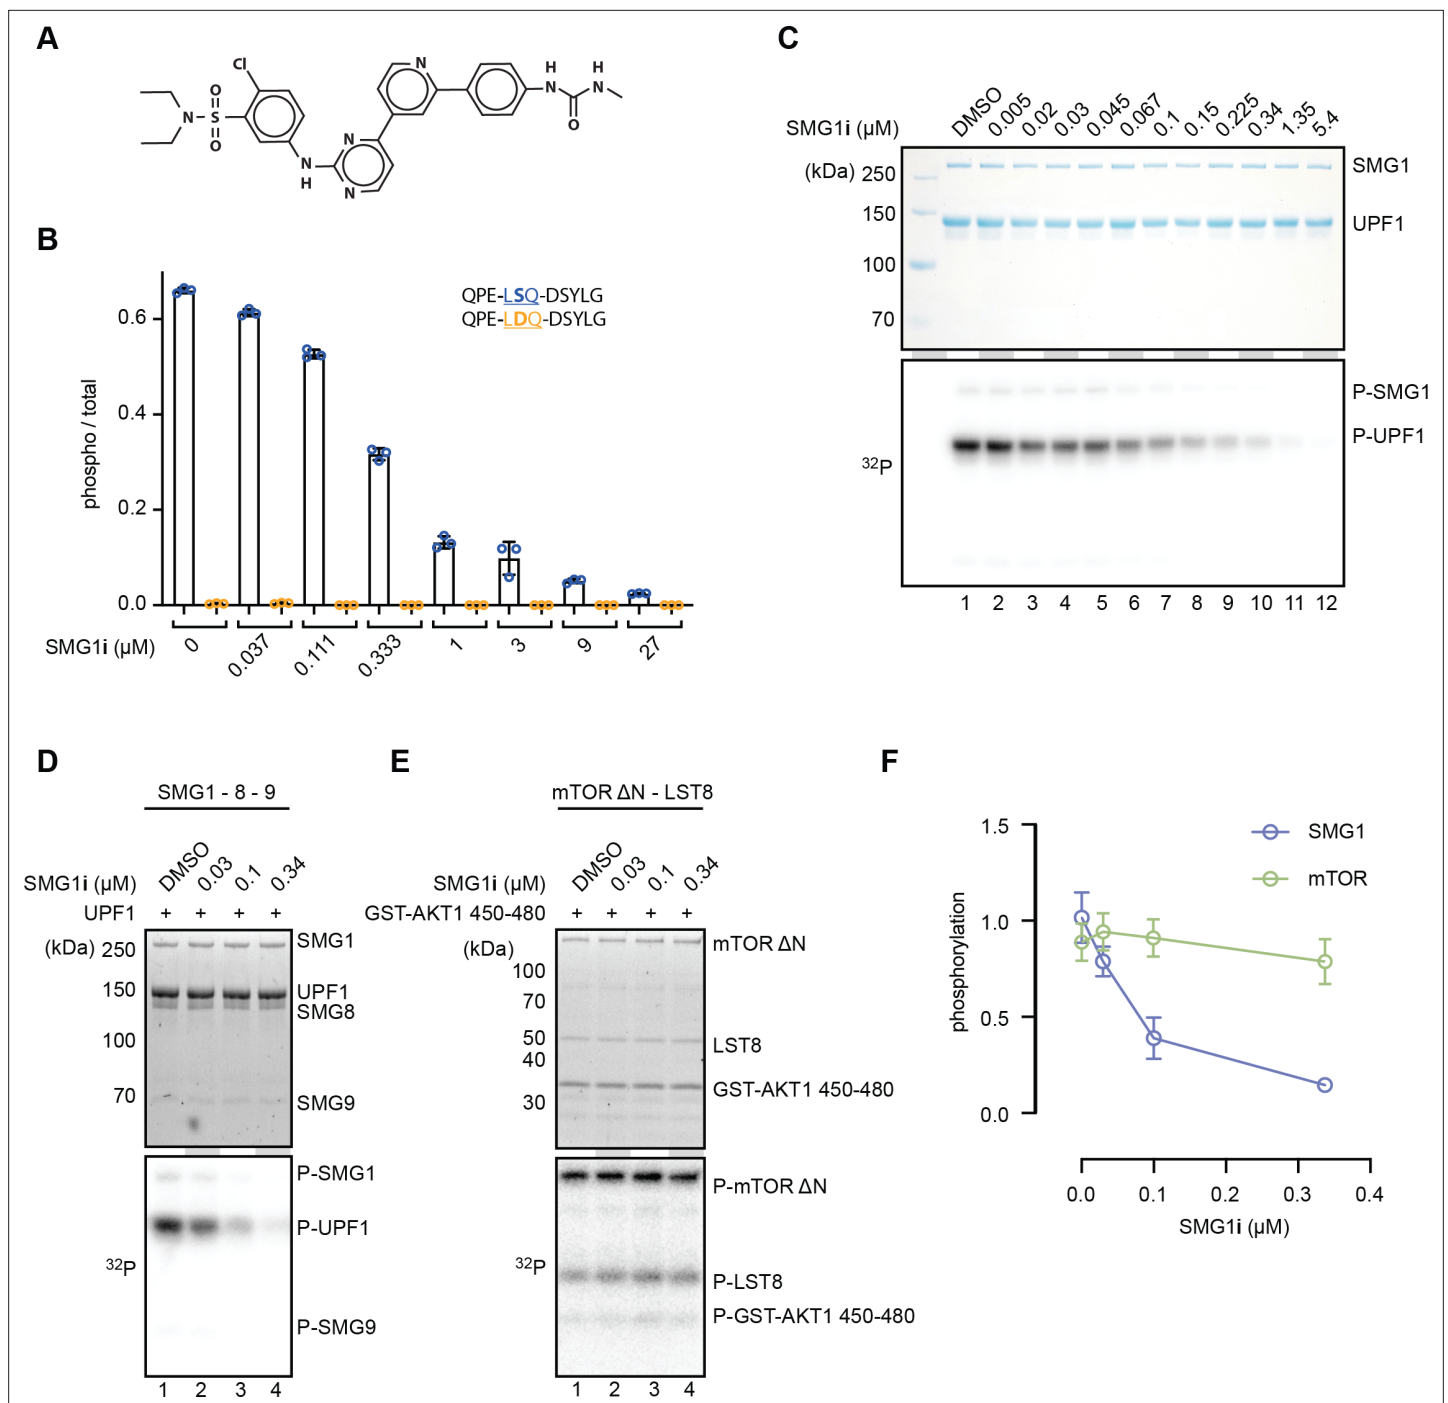 A
Cl
O
N
S
O
N
H
N
N
N
H
N
H
N
O
B
0.6
0.4
0.2
0.0
phospho / total
QPE-LSQ-DSYLG
QPE-LDQ-DSYLG
SMG1i (µM)
0
0.037
0.111
0.333
1
3
9
27
C
SMG1i (µM)
DMSO
0.005
0.02
0.03
0.045
0.067
0.1
0.15
0.225
0.34
1.35
5.4
(kDa)
250
150
100
70
SMG1
UPF1
P-SMG1
P-UPF1
32P
1 2 3 4 5 6 7 8 9 10 11 12
D
SMG1 - 8 - 9
SMG1i (µM)
DMSO
0.03
0.1
0.34
UPF1 + + + +
(kDa)
250
150
100
70
SMG1
UPF1
SMG8
SMG9
P-SMG1
P-UPF1
P-SMG9
32P
1 2 3 4
E
mTOR ΔN - LST8
SMG1i (µM)
DMSO
0.03
0.1
0.34
GST-AKT1 450-480 + + + +
(kDa)
100
70
50
40
30
mTOR ΔN
LST8
GST-AKT1 450-480
P-mTOR ΔN
P-LST8
P-GST-AKT1 450-480
32P
1 2 3 4
F
SMG1
mTOR
1.5
1.0
0.5
0.0
phosphorylation
0.0 0.1 0.2 0.3 0.4
SMG1i (µM)